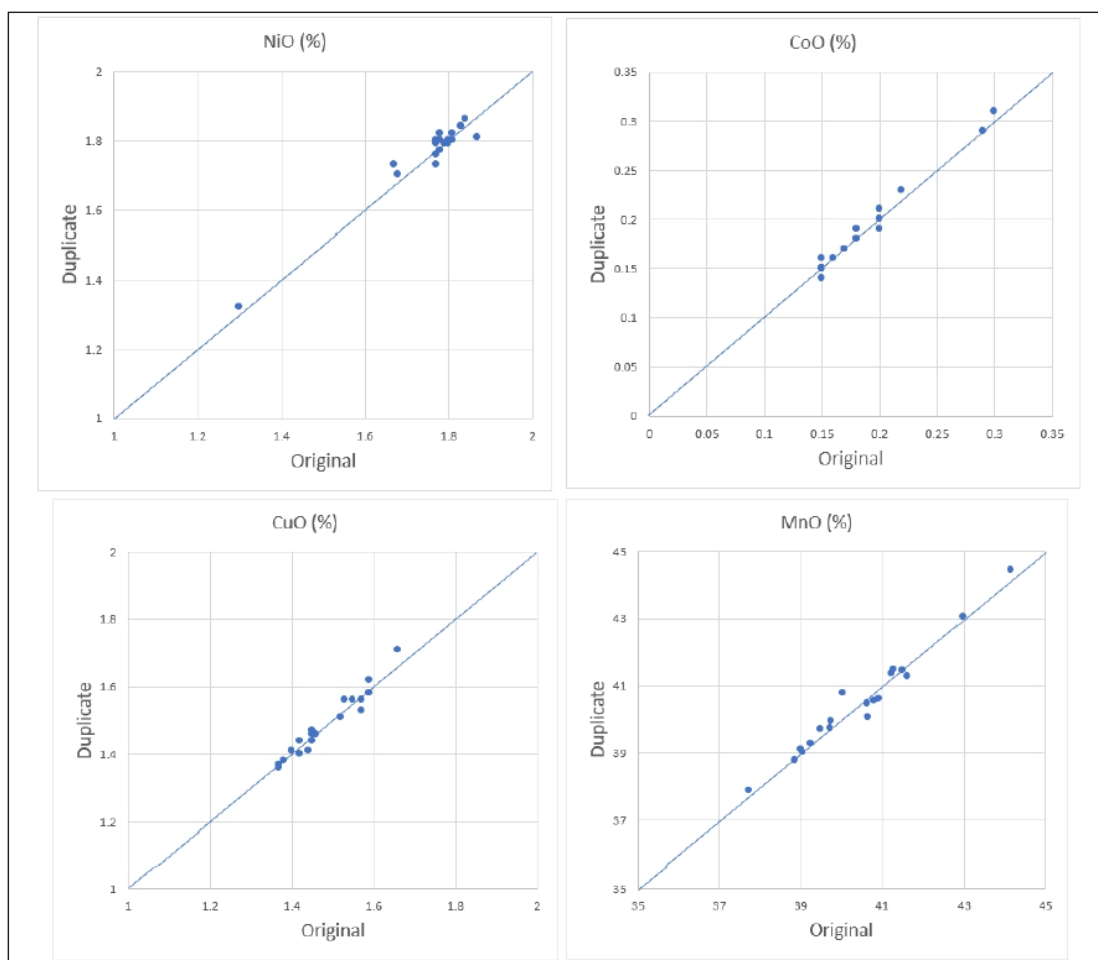 NiO (%)
2
1.8
1.6
1.4
1.2
1
Duplicate
1 1.2 1.4 1.6 1.8 2
Original
CoO (%)
0.35
0.3
0.25
0.2
0.15
0.1
0.05
0
Duplicate
0 0.05 0.1 0.15 0.2 0.25 0.3 0.35
Original
CuO (%)
2
1.8
1.6
1.4
1.2
1
Duplicate
1 1.2 1.4 1.6 1.8 2
Original
MnO (%)
45
43
41
39
37
35
Duplicate
35 37 39 41 43 45
Original